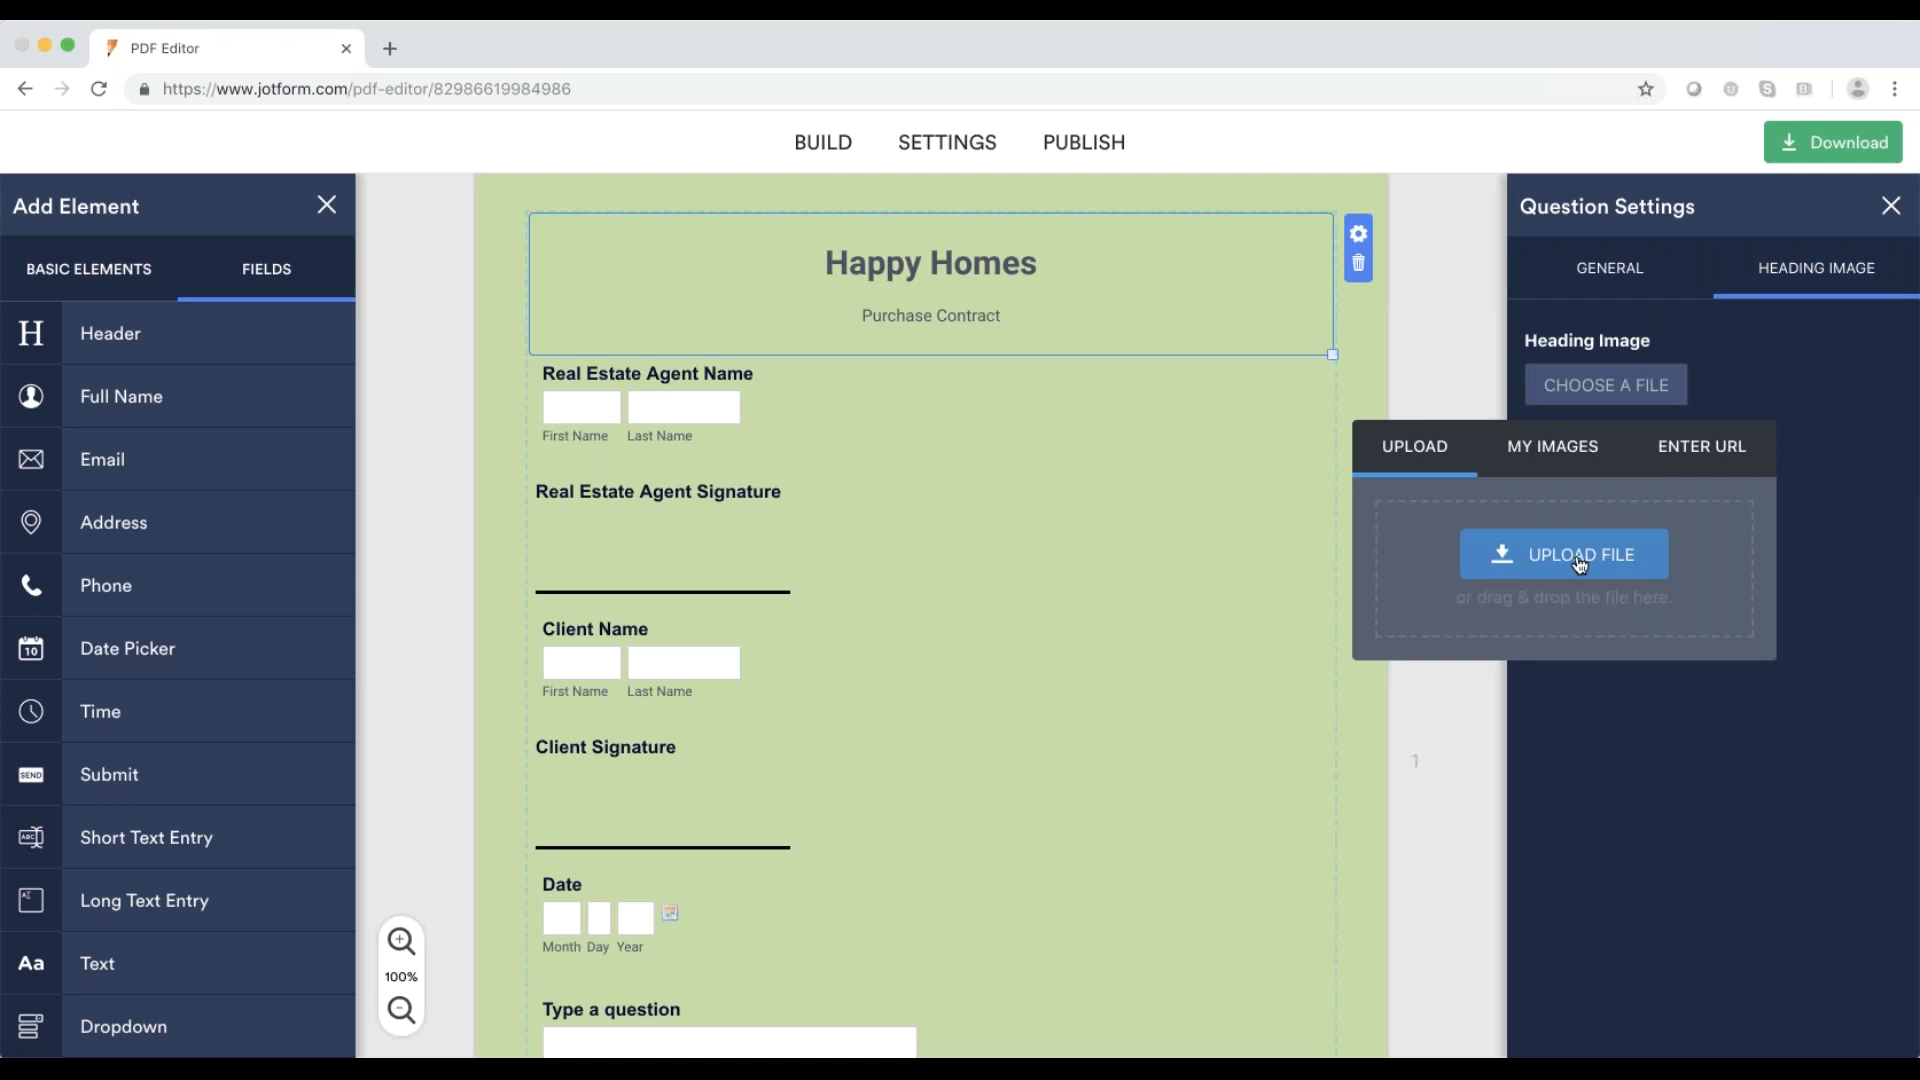 PDF Editor
https://www.jotform.com/pdf-editor/82986619984986
BUILD SETTINGS PUBLISH
Download
Add Element
BASIC ELEMENTS FIELDS
H Header
Full Name
Email
Address
Phone
10 Date Picker
Time
SEND Submit
ABC Short Text Entry
Long Text Entry
Aa Text
Dropdown
100%
Happy Homes
Purchase Contract
Real Estate Agent Name
First Name Last Name
Real Estate Agent Signature
Client Name
First Name Last Name
Client Signature
Date
Month Day Year
Type a question
1
Question Settings
GENERAL HEADING IMAGE
Heading Image
CHOOSE A FILE
UPLOAD MY IMAGES ENTER URL
UPLOAD FILE
or drag & drop the file here.